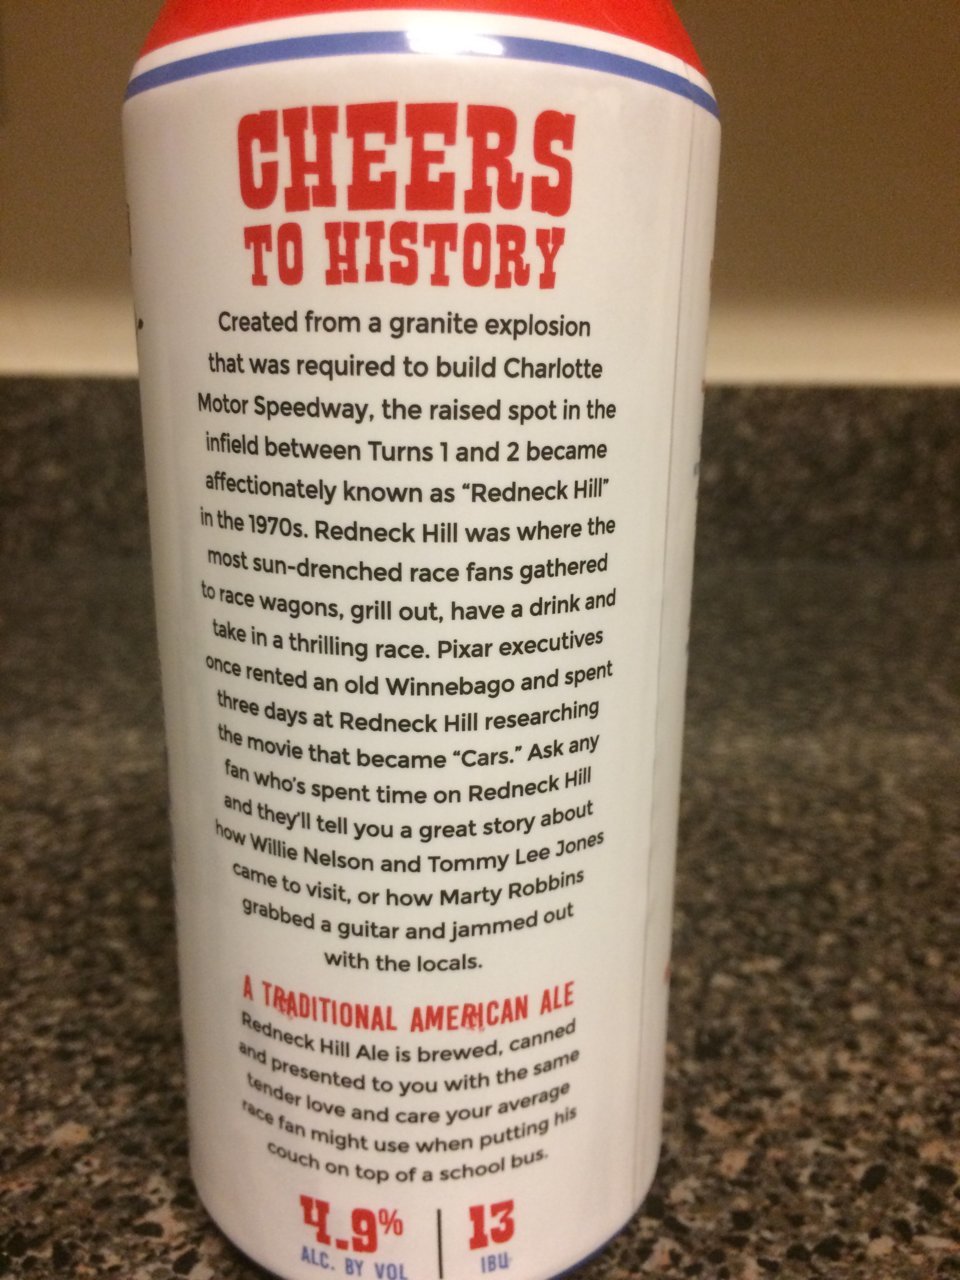 CHEERS
TO HISTORY
Created from a granite explosion
that was required to build Charlotte
Motor Speedway, the raised spot in the
infield between Turns 1 and 2 became
affectionately known as “Redneck Hill”
in the 1970s. Redneck Hill was where the
most sun-drenched race fans gathered
to race wagons, grill out, have a drink and
take in a thrilling race. Pixar executives
once rented an old Winnebago and spent
three days at Redneck Hill researching
the movie that became “Cars.” Ask any
fan who’s spent time on Redneck Hill
and they’ll tell you a great story about
how Willie Nelson and Tommy Lee Jones
came to visit, or how Marty Robbins
grabbed a guitar and jammed out
with the locals.
A TRADITIONAL AMERICAN ALE
Redneck Hill Ale is brewed, canned
and presented to you with the same
tender love and care your average
race fan might use when putting his
couch on top of a school bus.
4.9% | 13
ALC. BY VOL IBU